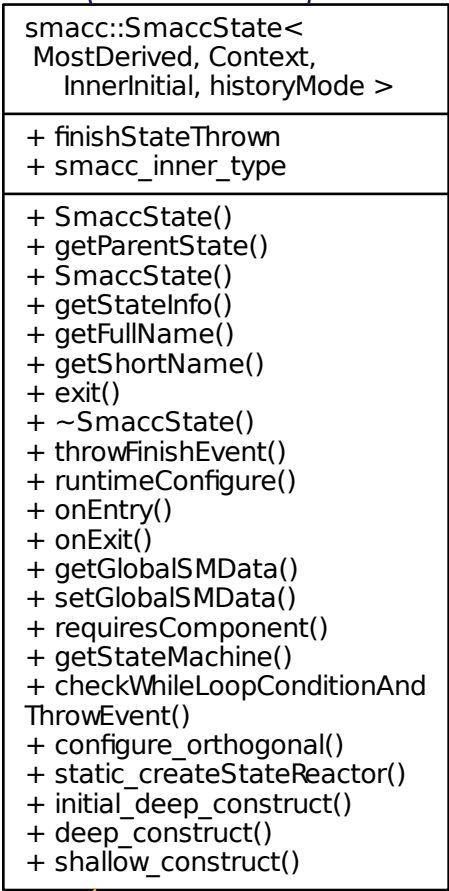 smacc::SmaccState<
MostDerived, Context,
InnerInitial, historyMode >
+ finishStateThrown
+ smacc_inner_type
+ SmaccState()
+ getParentState()
+ SmaccState()
+ getStateInfo()
+ getFullName()
+ getShortName()
+ exit()
+ ~SmaccState()
+ throwFinishEvent()
+ runtimeConfigure()
+ onEntry()
+ onExit()
+ getGlobalSMData()
+ setGlobalSMData()
+ requiresComponent()
+ getStateMachine()
+ checkWhileLoopConditionAnd
ThrowEvent()
+ configure_orthogonal()
+ static_createStateReactor()
+ initial_deep_construct()
+ deep_construct()
+ shallow_construct()